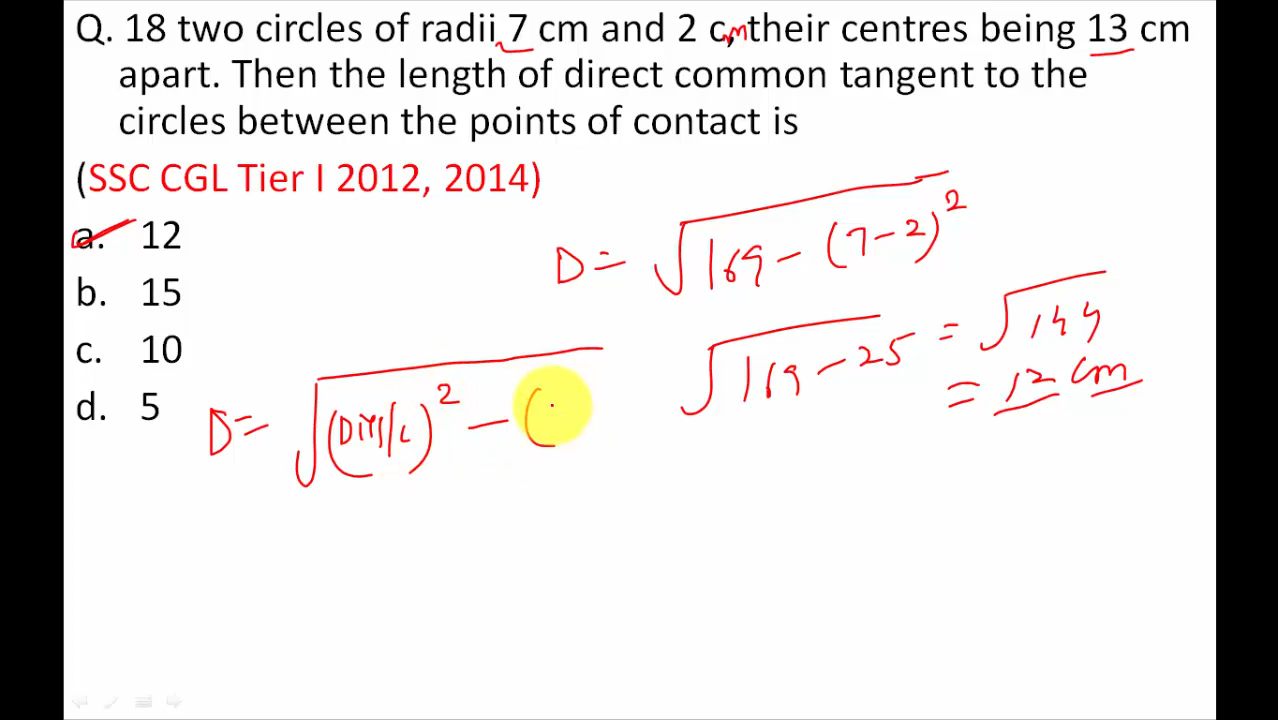 Q. 18 two circles of radii 7 cm and 2 c,m their centres being 13 cm
apart. Then the length of direct common tangent to the
circles between the points of contact is
(SSC CGL Tier I 2012, 2014)
a. 12
b. 15
c. 10
d. 5
D = √169 - (7-2)²
√169 - 25 = √144
= 12 cm
D = √(Dis/c)² - (